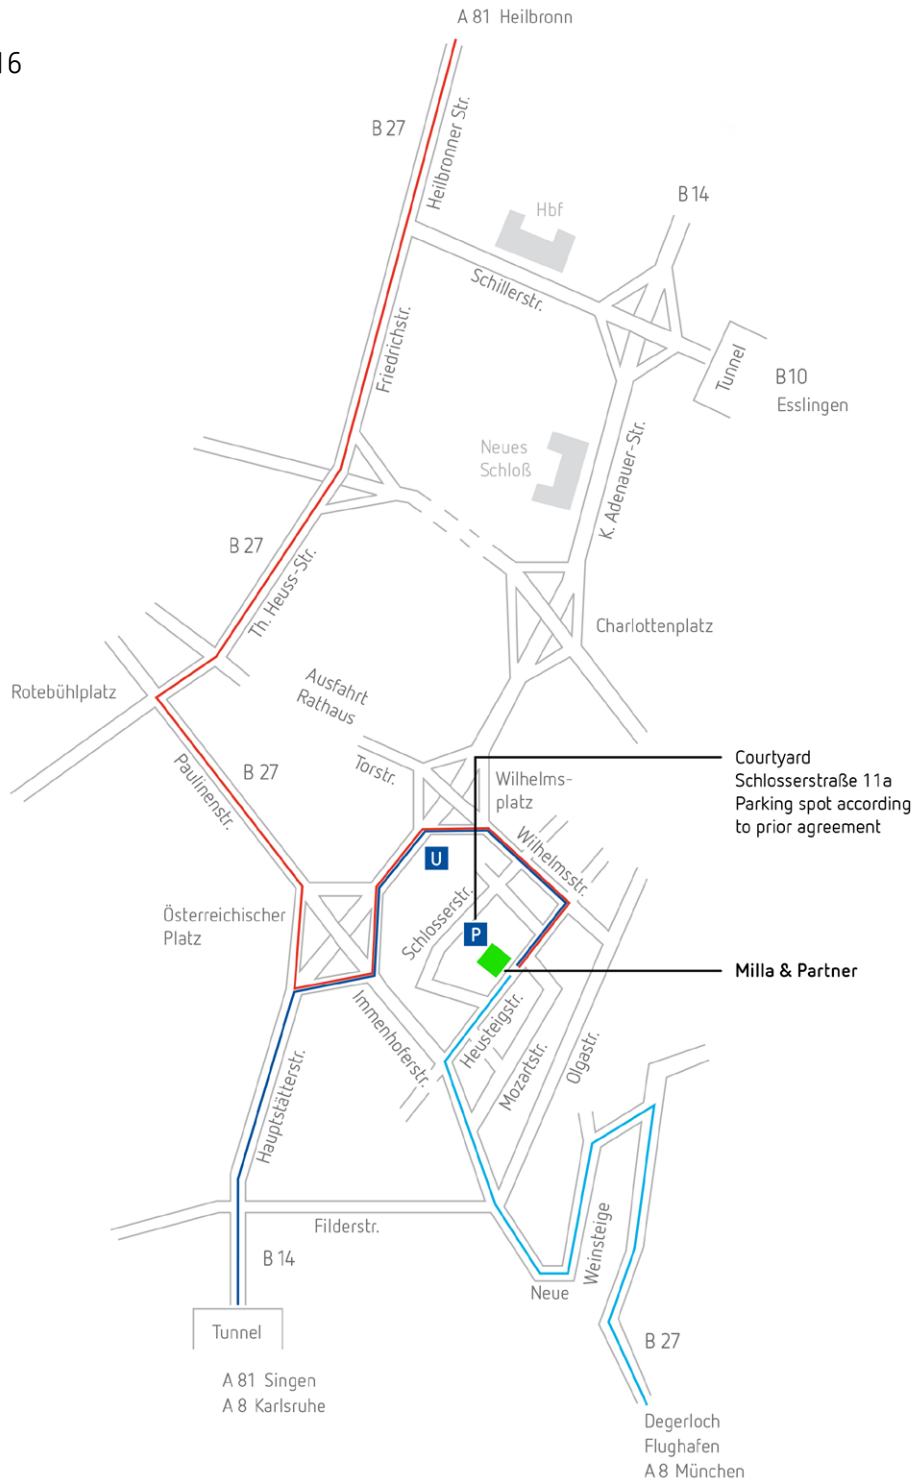 A 81 Heilbronn
16
B 27
Heilbronner Str.
Hbf
B 14
Schillerstr.
Friedrichstr.
Tunnel
B10
Esslingen
Neues
Schloß
K. Adenauer-Str.
B 27
Th. Heuss-Str.
Charlottenplatz
Rotebühlplatz
Ausfahrt
Rathaus
Paulinenstr.
B 27
Torstr.
Wilhelms-
platz
Courtyard
Schlosserstraße 11a
Parking spot according
to prior agreement
U
Wilhelmsstr.
Schlosserstr.
Österreichischer
Platz
P
Milla & Partner
Immenhoferstr.
Heusteigstr.
Mozartstr.
Olgastr.
Hauptstätterstr.
Filderstr.
B 14
Neue
Weinsteige
Tunnel
B 27
A 81 Singen
A 8 Karlsruhe
Degerloch
Flughafen
A 8 München